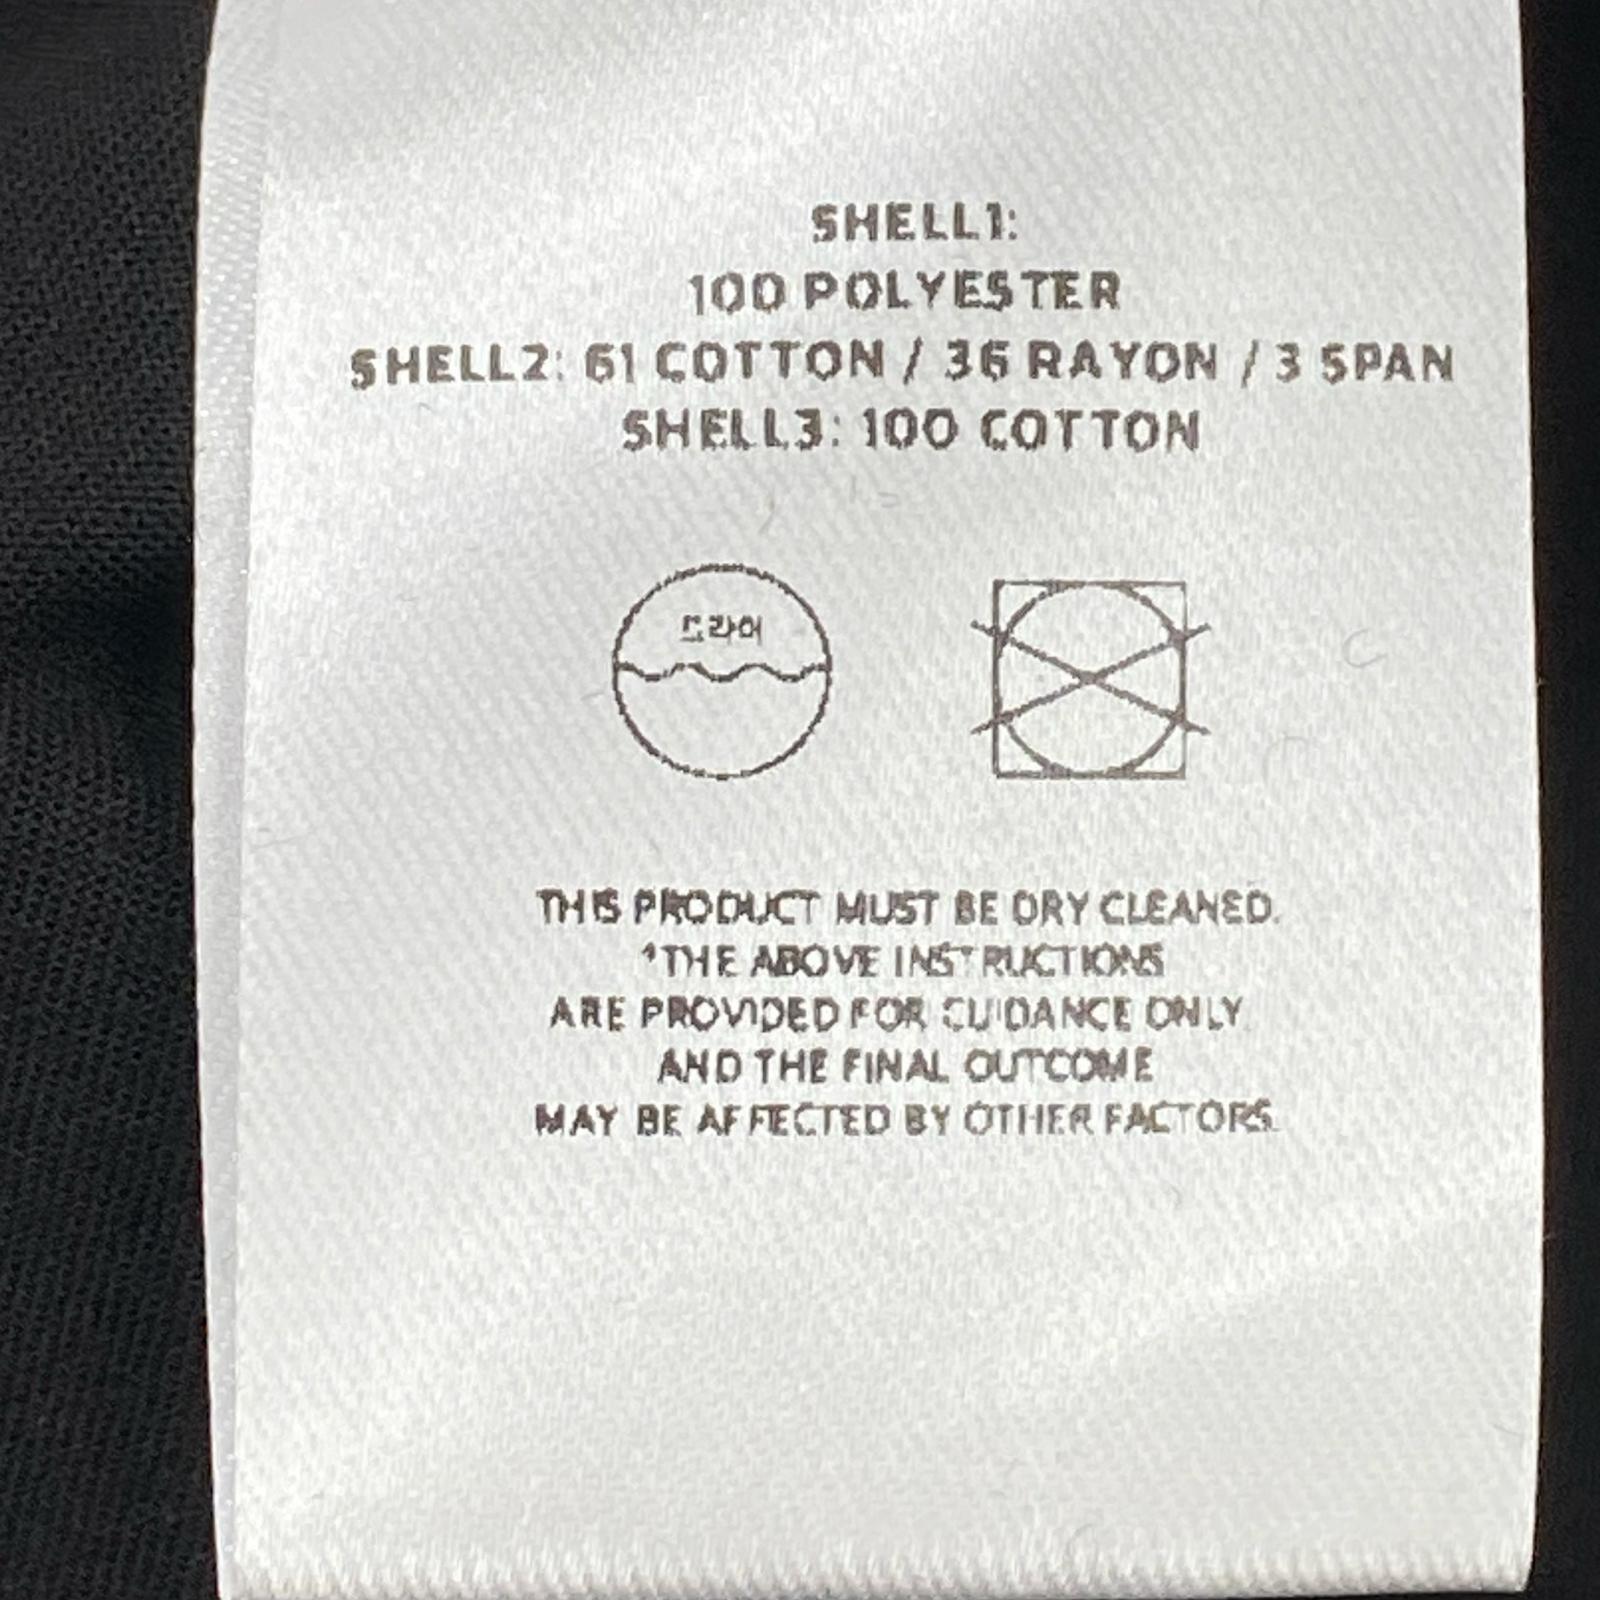 SHELL1:
100 POLYESTER
SHELL2: 61 COTTON / 36 RAYON / 3 SPAN
SHELL3: 100 COTTON
드라이
THIS PRODUCT MUST BE DRY CLEANED.
*THE ABOVE INSTRUCTIONS
ARE PROVIDED FOR GUIDANCE ONLY
AND THE FINAL OUTCOME
MAY BE AFFECTED BY OTHER FACTORS.